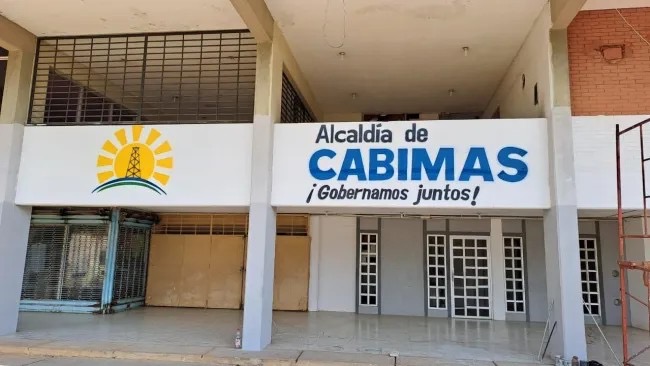 Alcaldía de
CABIMAS
¡Gobernamos juntos!